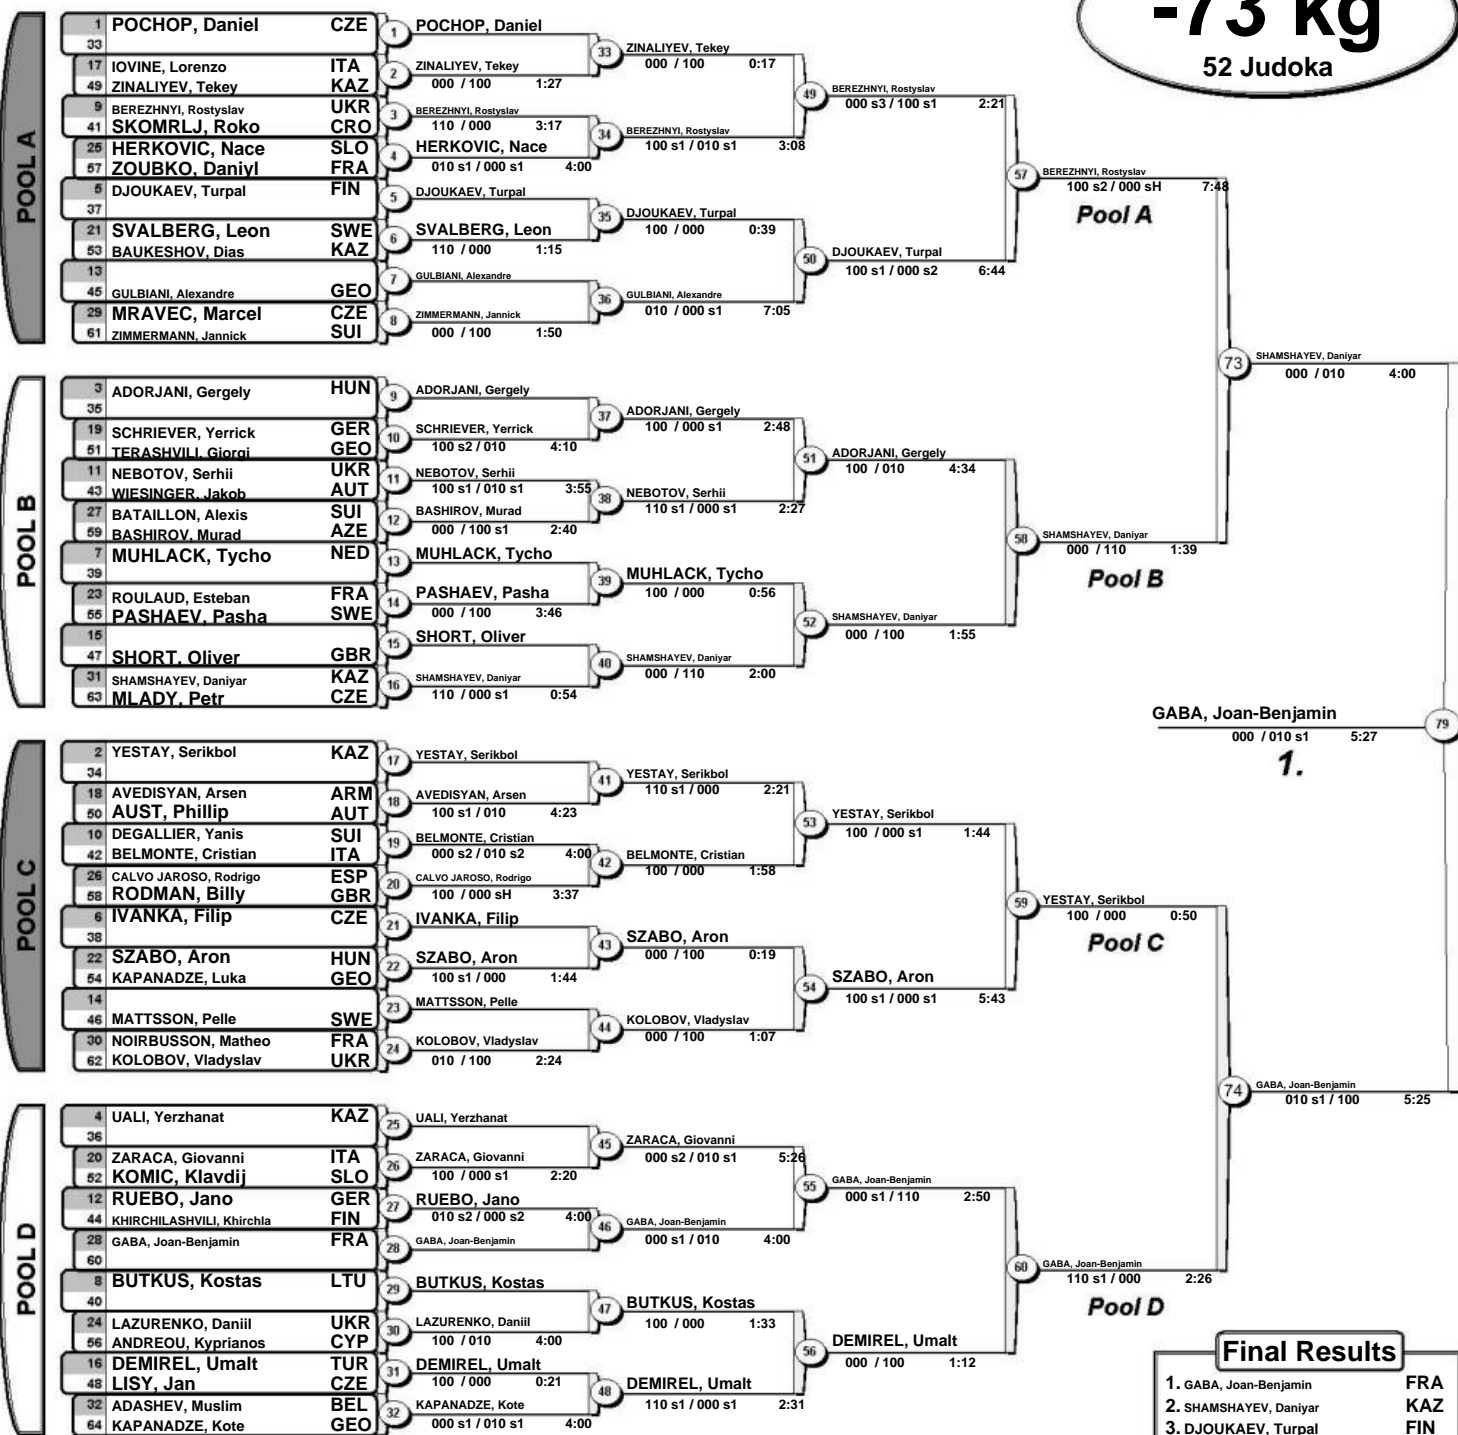 -73 kg
52 Judoka
POOL A
1 POCHOP, Daniel CZE
33
17 IOVINE, Lorenzo ITA
49 ZINALIYEV, Tekey KAZ
9 BEREZHNYI, Rostyslav UKR
41 SKOMRLJ, Roko CRO
25 HERKOVIC, Nace SLO
57 ZOUBKO, Daniyl FRA
5 DJOUKAEV, Turpal FIN
37
21 SVALBERG, Leon SWE
53 BAUKESHOV, Dias KAZ
13
45 GULBIANI, Alexandre GEO
29 MRAVEC, Marcel CZE
61 ZIMMERMANN, Jannick SUI
1 POCHOP, Daniel
2 ZINALIYEV, Tekey
000 / 100 1:27
3 BEREZHNYI, Rostyslav
110 / 000 3:17
4 HERKOVIC, Nace
010 s1 / 000 s1 4:00
5 DJOUKAEV, Turpal
6 SVALBERG, Leon
110 / 000 1:15
7 GULBIANI, Alexandre
8 ZIMMERMANN, Jannick
000 / 100 1:50
33 ZINALIYEV, Tekey
000 / 100 0:17
34 BEREZHNYI, Rostyslav
100 s1 / 010 s1 3:08
35 DJOUKAEV, Turpal
100 / 000 0:39
36 GULBIANI, Alexandre
010 / 000 s1 7:05
49 BEREZHNYI, Rostyslav
000 s3 / 100 s1 2:21
50 DJOUKAEV, Turpal
100 s1 / 000 s2 6:44
57 BEREZHNYI, Rostyslav
100 s2 / 000 sH 7:48
Pool A
POOL B
3 ADORJANI, Gergely HUN
35
19 SCHRIEVER, Yerrick GER
51 TERASHVILI, Giorgi GEO
11 NEBOTOV, Serhii UKR
43 WIESINGER, Jakob AUT
27 BATAILLON, Alexis SUI
59 BASHIROV, Murad AZE
7 MUHLACK, Tycho NED
39
23 ROULAUD, Esteban FRA
55 PASHAEV, Pasha SWE
15
47 SHORT, Oliver GBR
31 SHAMSHAYEV, Daniyar KAZ
63 MLADY, Petr CZE
9 ADORJANI, Gergely
10 SCHRIEVER, Yerrick
100 s2 / 010 4:10
11 NEBOTOV, Serhii
100 s1 / 010 s1 3:55
12 BASHIROV, Murad
000 / 100 s1 2:40
13 MUHLACK, Tycho
14 PASHAEV, Pasha
000 / 100 3:46
15 SHORT, Oliver
16 SHAMSHAYEV, Daniyar
110 / 000 s1 0:54
37 ADORJANI, Gergely
100 / 000 s1 2:48
38 NEBOTOV, Serhii
110 s1 / 000 s1 2:27
39 MUHLACK, Tycho
100 / 000 0:56
40 SHAMSHAYEV, Daniyar
000 / 110 2:00
51 ADORJANI, Gergely
100 / 010 4:34
52 SHAMSHAYEV, Daniyar
000 / 100 1:55
58 SHAMSHAYEV, Daniyar
000 / 110 1:39
Pool B
73 SHAMSHAYEV, Daniyar
000 / 010 4:00
GABA, Joan-Benjamin 79
000 / 010 s1 5:27
1.
POOL C
2 YESTAY, Serikbol KAZ
34
18 AVEDISYAN, Arsen ARM
50 AUST, Phillip AUT
10 DEGALLIER, Yanis SUI
42 BELMONTE, Cristian ITA
26 CALVO JAROSO, Rodrigo ESP
58 RODMAN, Billy GBR
6 IVANKA, Filip CZE
38
22 SZABO, Aron HUN
54 KAPANADZE, Luka GEO
14
46 MATTSSON, Pelle SWE
30 NOIRBUSSON, Matheo FRA
62 KOLOBOV, Vladyslav UKR
17 YESTAY, Serikbol
18 AVEDISYAN, Arsen
100 s1 / 010 4:23
19 BELMONTE, Cristian
000 s2 / 010 s2 4:00
20 CALVO JAROSO, Rodrigo
100 / 000 sH 3:37
21 IVANKA, Filip
22 SZABO, Aron
100 s1 / 000 1:44
23 MATTSSON, Pelle
24 KOLOBOV, Vladyslav
010 / 100 2:24
41 YESTAY, Serikbol
110 s1 / 000 2:21
42 BELMONTE, Cristian
100 / 000 1:58
43 SZABO, Aron
000 / 100 0:19
44 KOLOBOV, Vladyslav
000 / 100 1:07
53 YESTAY, Serikbol
100 / 000 s1 1:44
54 SZABO, Aron
100 s1 / 000 s1 5:43
59 YESTAY, Serikbol
100 / 000 0:50
Pool C
74 GABA, Joan-Benjamin
010 s1 / 100 5:25
POOL D
4 UALI, Yerzhanat KAZ
36
20 ZARACA, Giovanni ITA
52 KOMIC, Klavdij SLO
12 RUEBO, Jano GER
44 KHIRCHILASHVILI, Khirchla FIN
28 GABA, Joan-Benjamin FRA
60
8 BUTKUS, Kostas LTU
40
24 LAZURENKO, Daniil UKR
56 ANDREOU, Kyprianos CYP
16 DEMIREL, Umalt TUR
48 LISY, Jan CZE
32 ADASHEV, Muslim BEL
64 KAPANADZE, Kote GEO
25 UALI, Yerzhanat
26 ZARACA, Giovanni
100 / 000 s1 2:20
27 RUEBO, Jano
010 s2 / 000 s2 4:00
28 GABA, Joan-Benjamin
29 BUTKUS, Kostas
30 LAZURENKO, Daniil
100 / 010 4:00
31 DEMIREL, Umalt
100 / 000 0:21
32 KAPANADZE, Kote
000 s1 / 010 s1 4:00
45 ZARACA, Giovanni
000 s2 / 010 s1 5:26
46 GABA, Joan-Benjamin
000 s1 / 010 4:00
47 BUTKUS, Kostas
100 / 000 1:33
48 DEMIREL, Umalt
110 s1 / 000 s1 2:31
55 GABA, Joan-Benjamin
000 s1 / 110 2:50
56 DEMIREL, Umalt
000 / 100 1:12
60 GABA, Joan-Benjamin
110 s1 / 000 2:26
Pool D
Final Results
1. GABA, Joan-Benjamin FRA
2. SHAMSHAYEV, Daniyar KAZ
3. DJOUKAEV, Turpal FIN